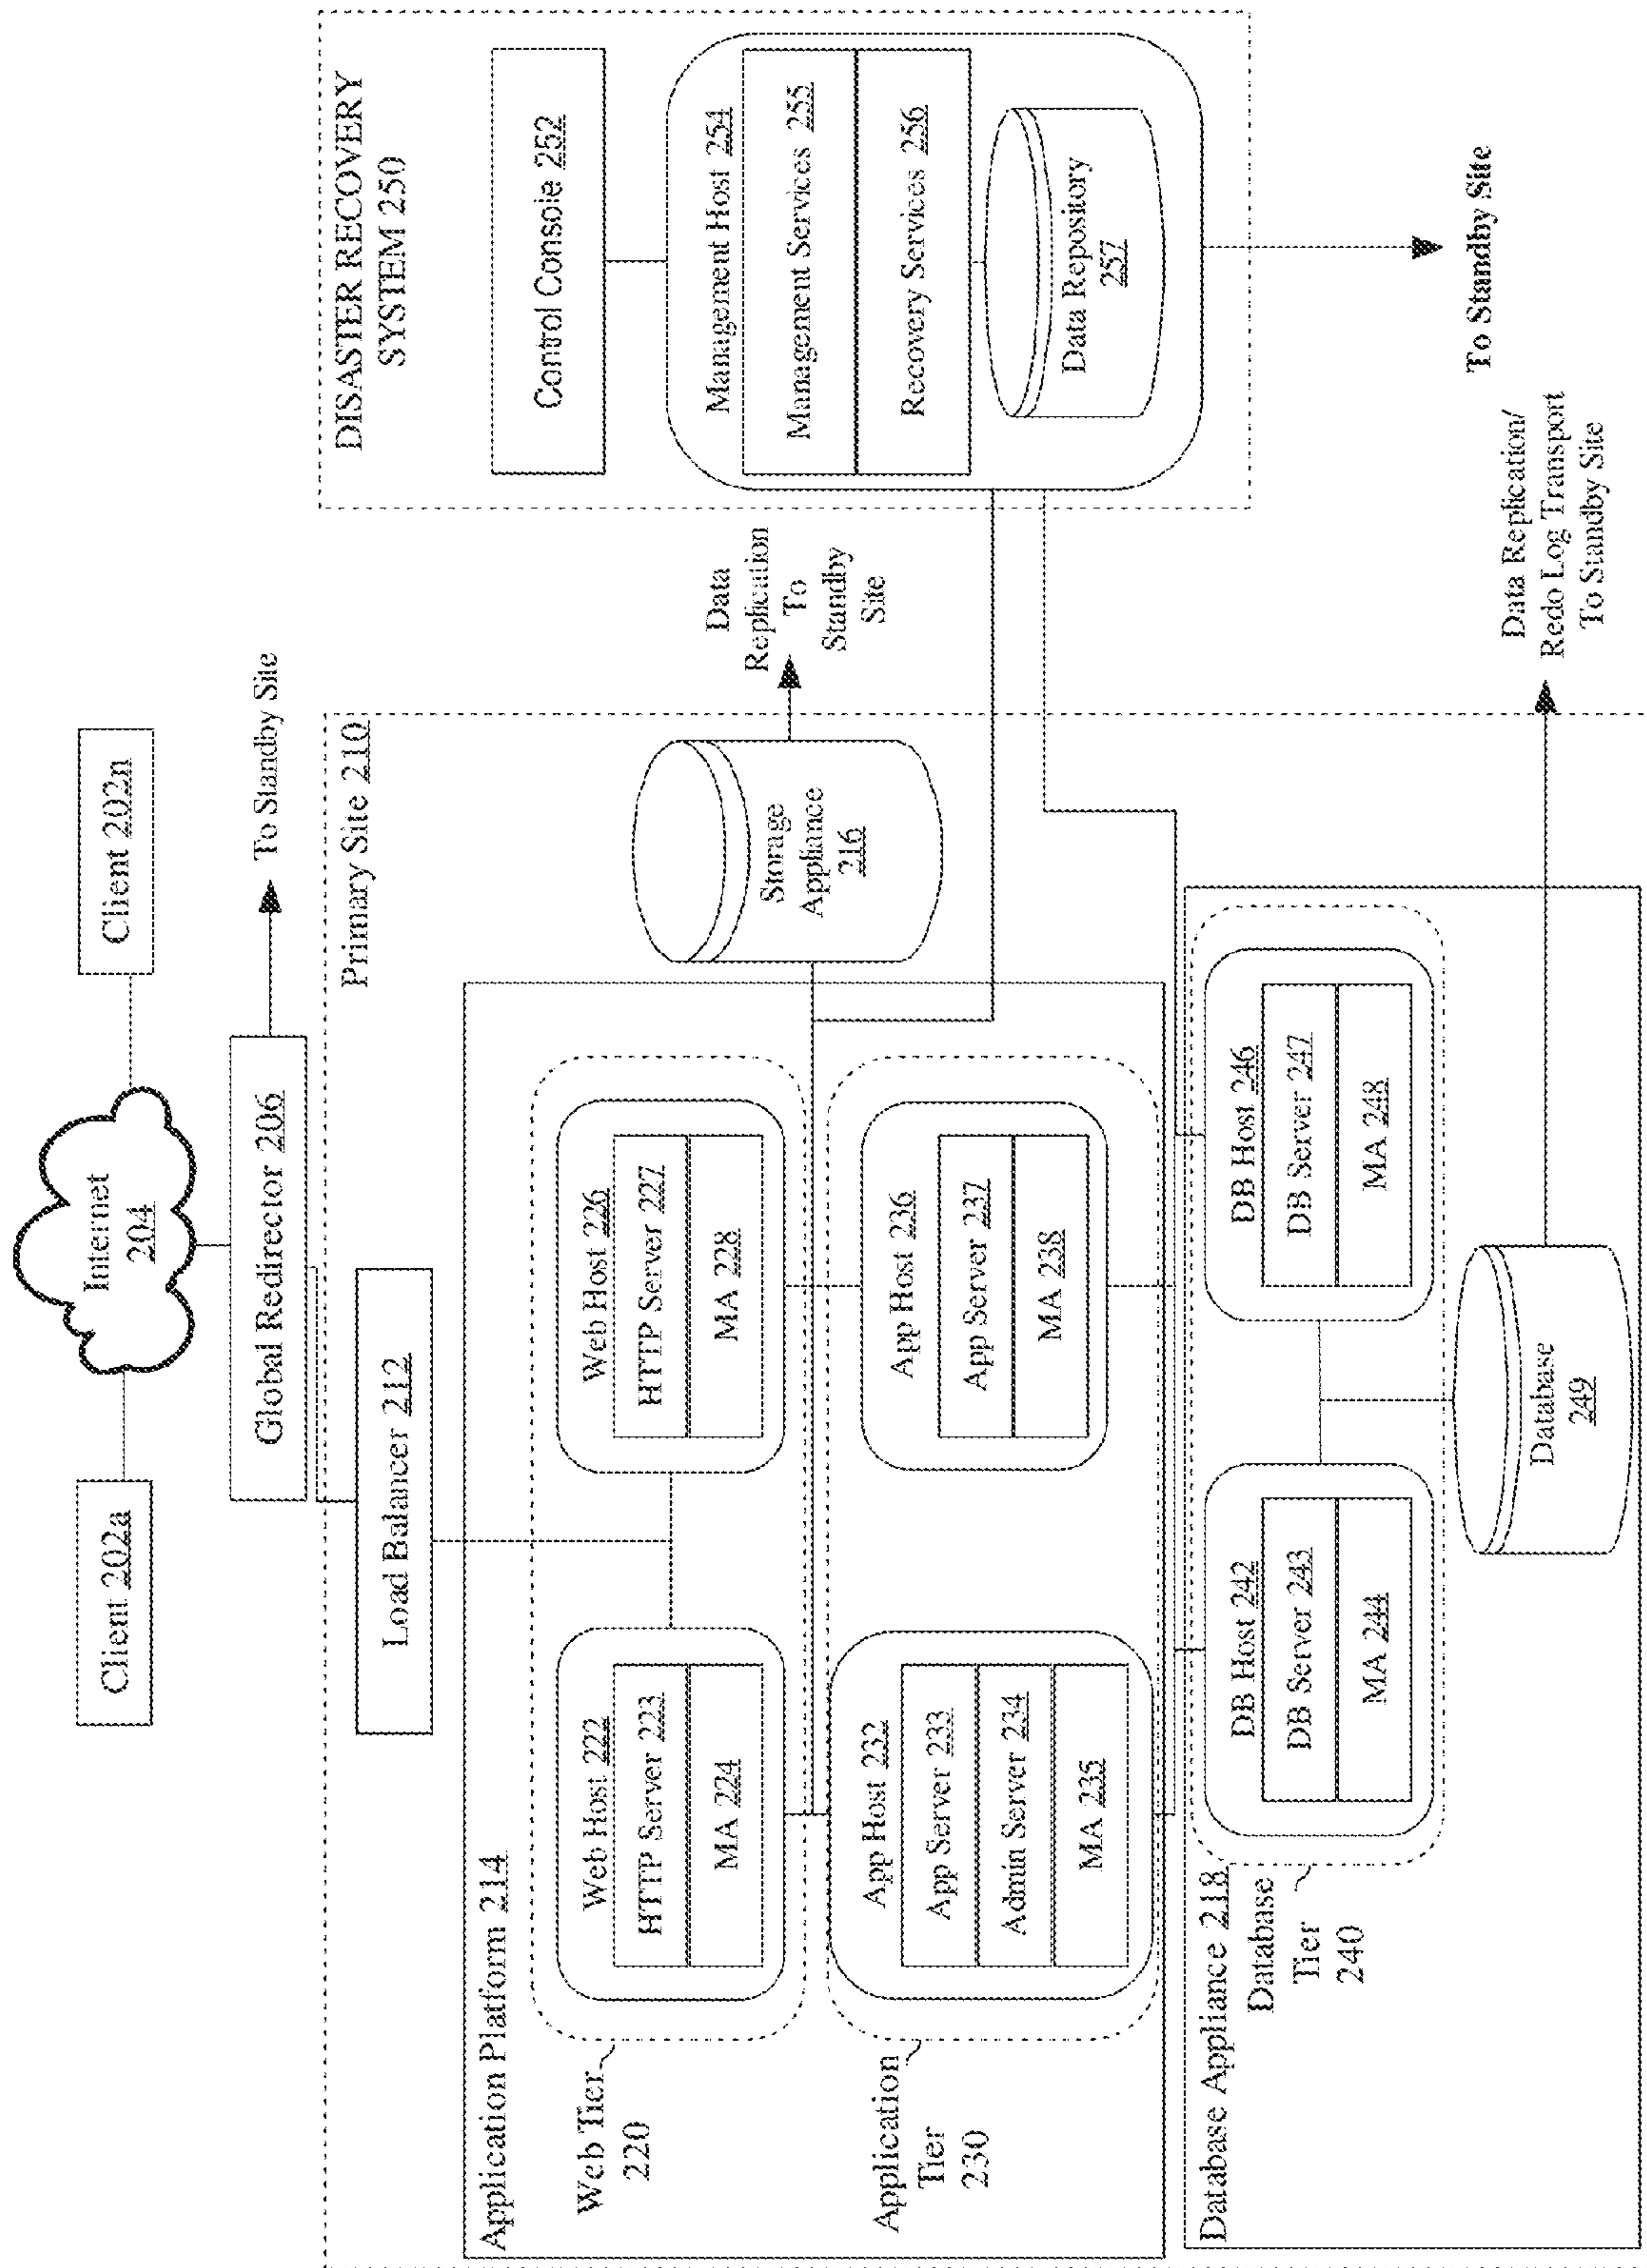 Client 202a
Internet
204
Client 202n
Global Redirector 206
To Standby Site
Primary Site 210
Load Balancer 212
Application Platform 214
Web Tier
220
Web Host 222
HTTP Server 223
MA 224
Web Host 226
HTTP Server 227
MA 228
Storage
Appliance
216
Data
Replication
To
Standby
Site
Application
Tier
230
App Host 232
App Server 233
Admin Server 234
MA 235
App Host 236
App Server 237
MA 238
Database Appliance 218
Database
Tier
240
DB Host 242
DB Server 243
MA 244
DB Host 246
DB Server 247
MA 248
Database
249
Data Replication/
Redo Log Transport
To Standby Site
DISASTER RECOVERY
SYSTEM 250
Control Console 252
Management Host 254
Management Services 255
Recovery Services 256
Data Repository
257
To Standby Site